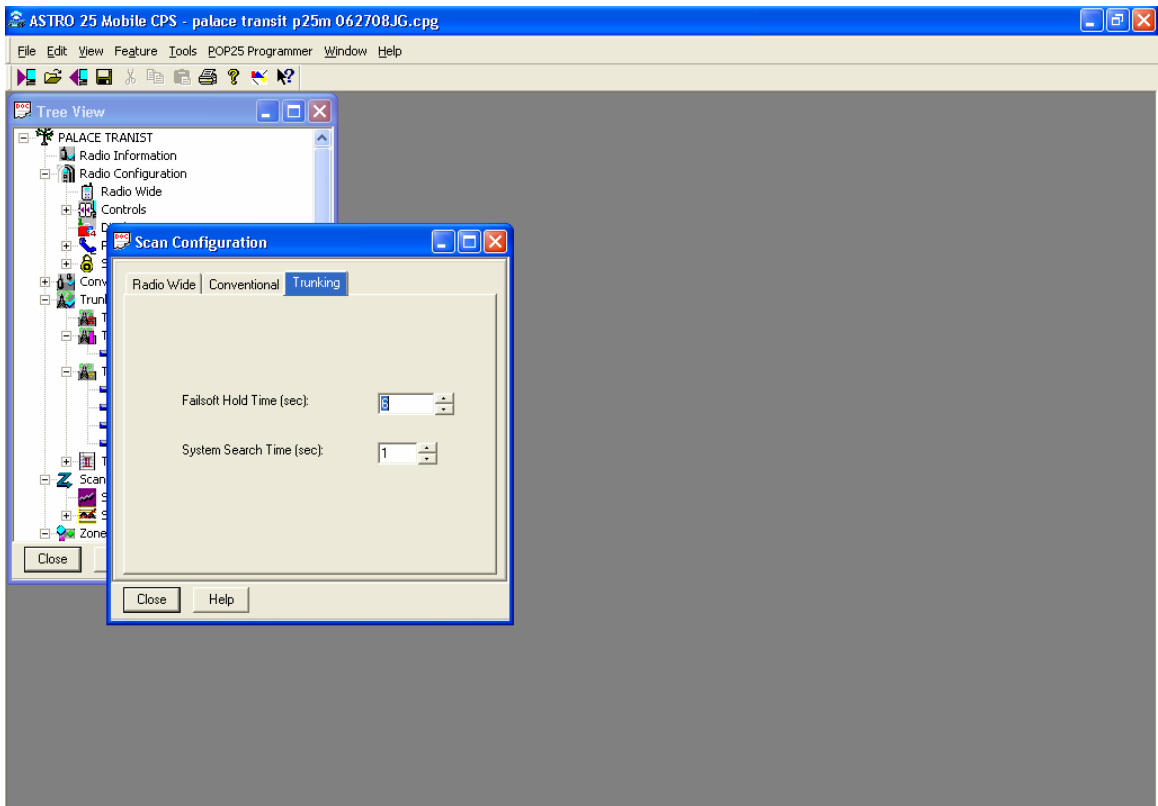 ASTRO 25 Mobile CPS - palace transit p25m 062708JG.cpg
File Edit View Feature Tools POP25 Programmer Window Help
Tree View
PALACE TRANIST
Radio Information
Radio Configuration
Radio Wide
Controls
Scan Configuration
Radio Wide Conventional Trunking
Conv
Trunk
Failsoft Hold Time (sec): 6
System Search Time (sec): 1
Scan
Zone
Close
Close Help